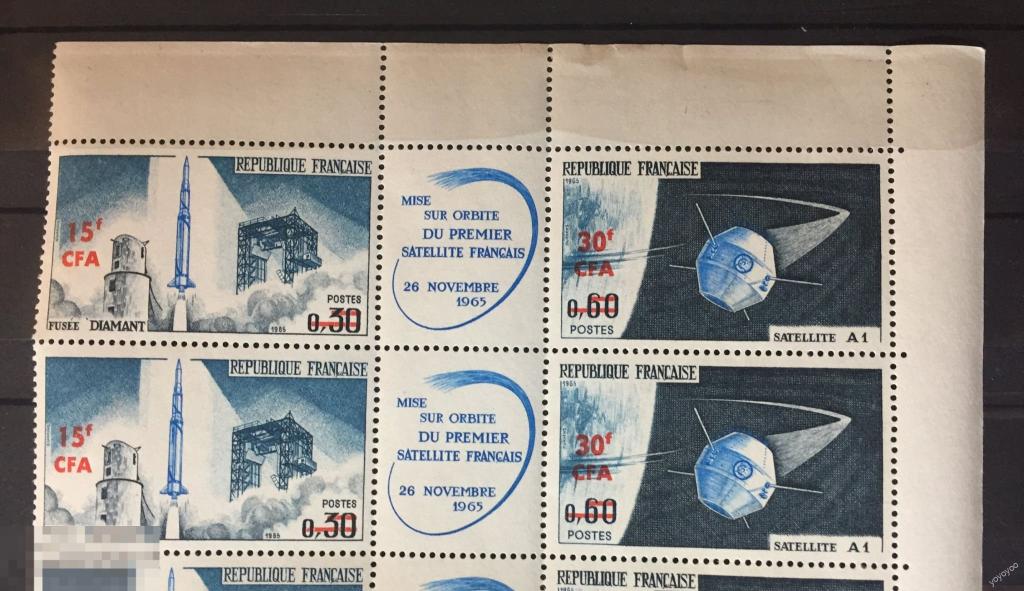 REPUBLIQUE FRANÇAISE
15f
CFA
POSTES
0,30
FUSÉE DIAMANT
1965
MISE
SUR ORBITE
DU PREMIER
SATELLITE FRANÇAIS
26 NOVEMBRE
1965
REPUBLIQUE FRANÇAISE
1965
30f
CFA
0,60
POSTES
SATELLITE A1
REPUBLIQUE FRANÇAISE
15f
CFA
POSTES
0,30
1965
MISE
SUR ORBITE
DU PREMIER
SATELLITE FRANÇAIS
26 NOVEMBRE
1965
REPUBLIQUE FRANÇAISE
1965
30f
CFA
0,60
POSTES
SATELLITE A1
REPUBLIQUE FRANÇAISE
REPUBLIQUE FRANÇAISE
yoyoyoo